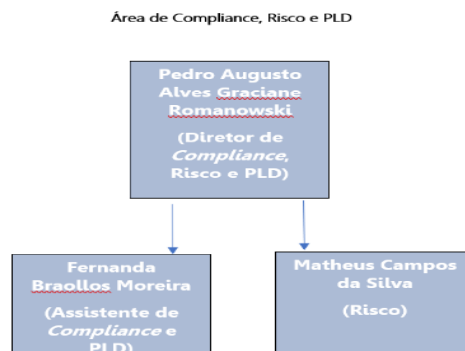 Área de Compliance, Risco e PLD
Pedro Augusto
Alves Graciane
Romanowski
(Diretor de
Compliance,
Risco e PLD)
Fernanda
Braollos Moreira
(Assistente de
Compliance e
PLD)
Matheus Campos
da Silva
(Risco)